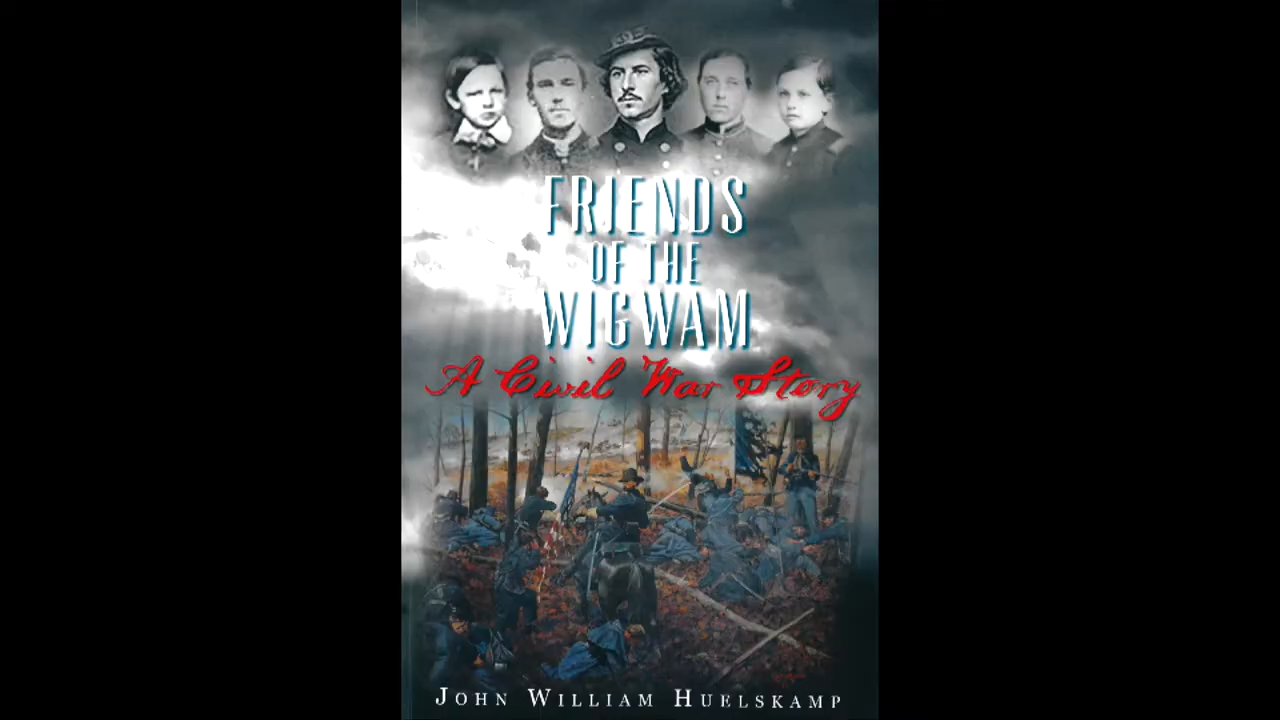 FRIENDS
OF THE
WIGWAM
A Civil War Story
JOHN WILLIAM HUELSKAMP